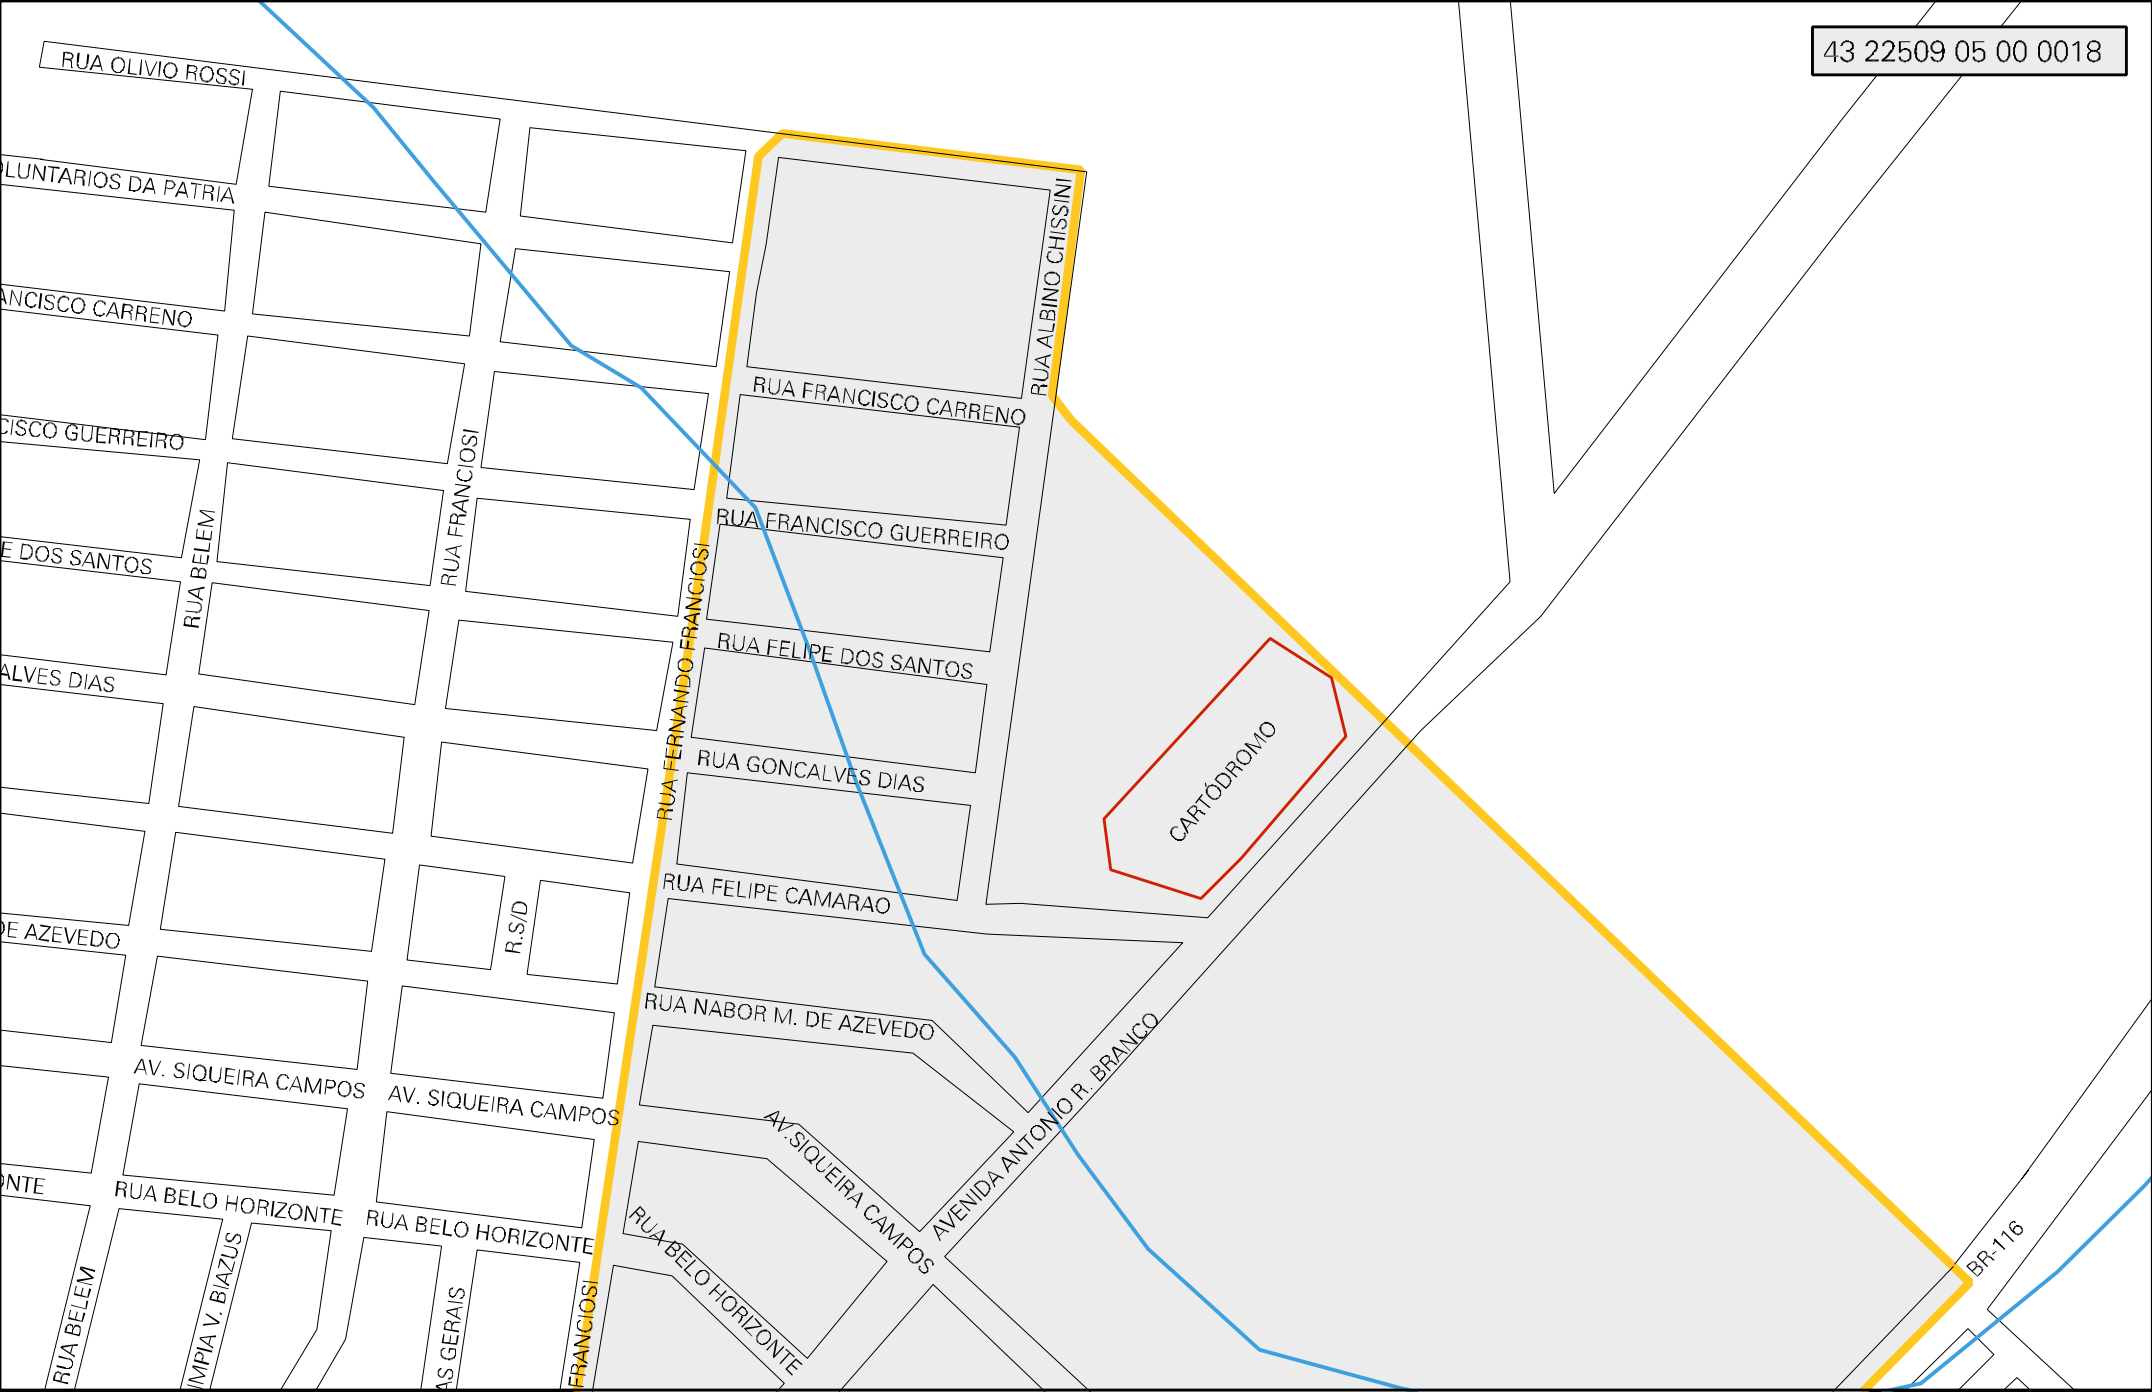 43 22509 05 00 0018
RUA OLIVIO ROSSI
OLUNTARIOS DA PATRIA
ANCISCO CARRENO
CISCO GUERREIRO
E DOS SANTOS
ALVES DIAS
DE AZEVEDO
ONTE
RUA BELEM
RUA FRANCIOSI
RUA FERNANDO FRANCIOSI
RUA ALBINO CHISSINI
RUA FRANCISCO CARRENO
RUA FRANCISCO GUERREIRO
RUA FELIPE DOS SANTOS
RUA GONCALVES DIAS
CARTÓDROMO
RUA FELIPE CAMARAO
R.S/D
RUA NABOR M. DE AZEVEDO
AV. SIQUEIRA CAMPOS
AV. SIQUEIRA CAMPOS
AV.SIQUEIRA CAMPOS
AVENIDA ANTONIO R. BRANCO
RUA BELO HORIZONTE
RUA BELO HORIZONTE
RUA BELO HORIZONTE
BR-116
RUA BELEM
IMPIA V. BIAZUS
AS GERAIS
FRANCIOSI